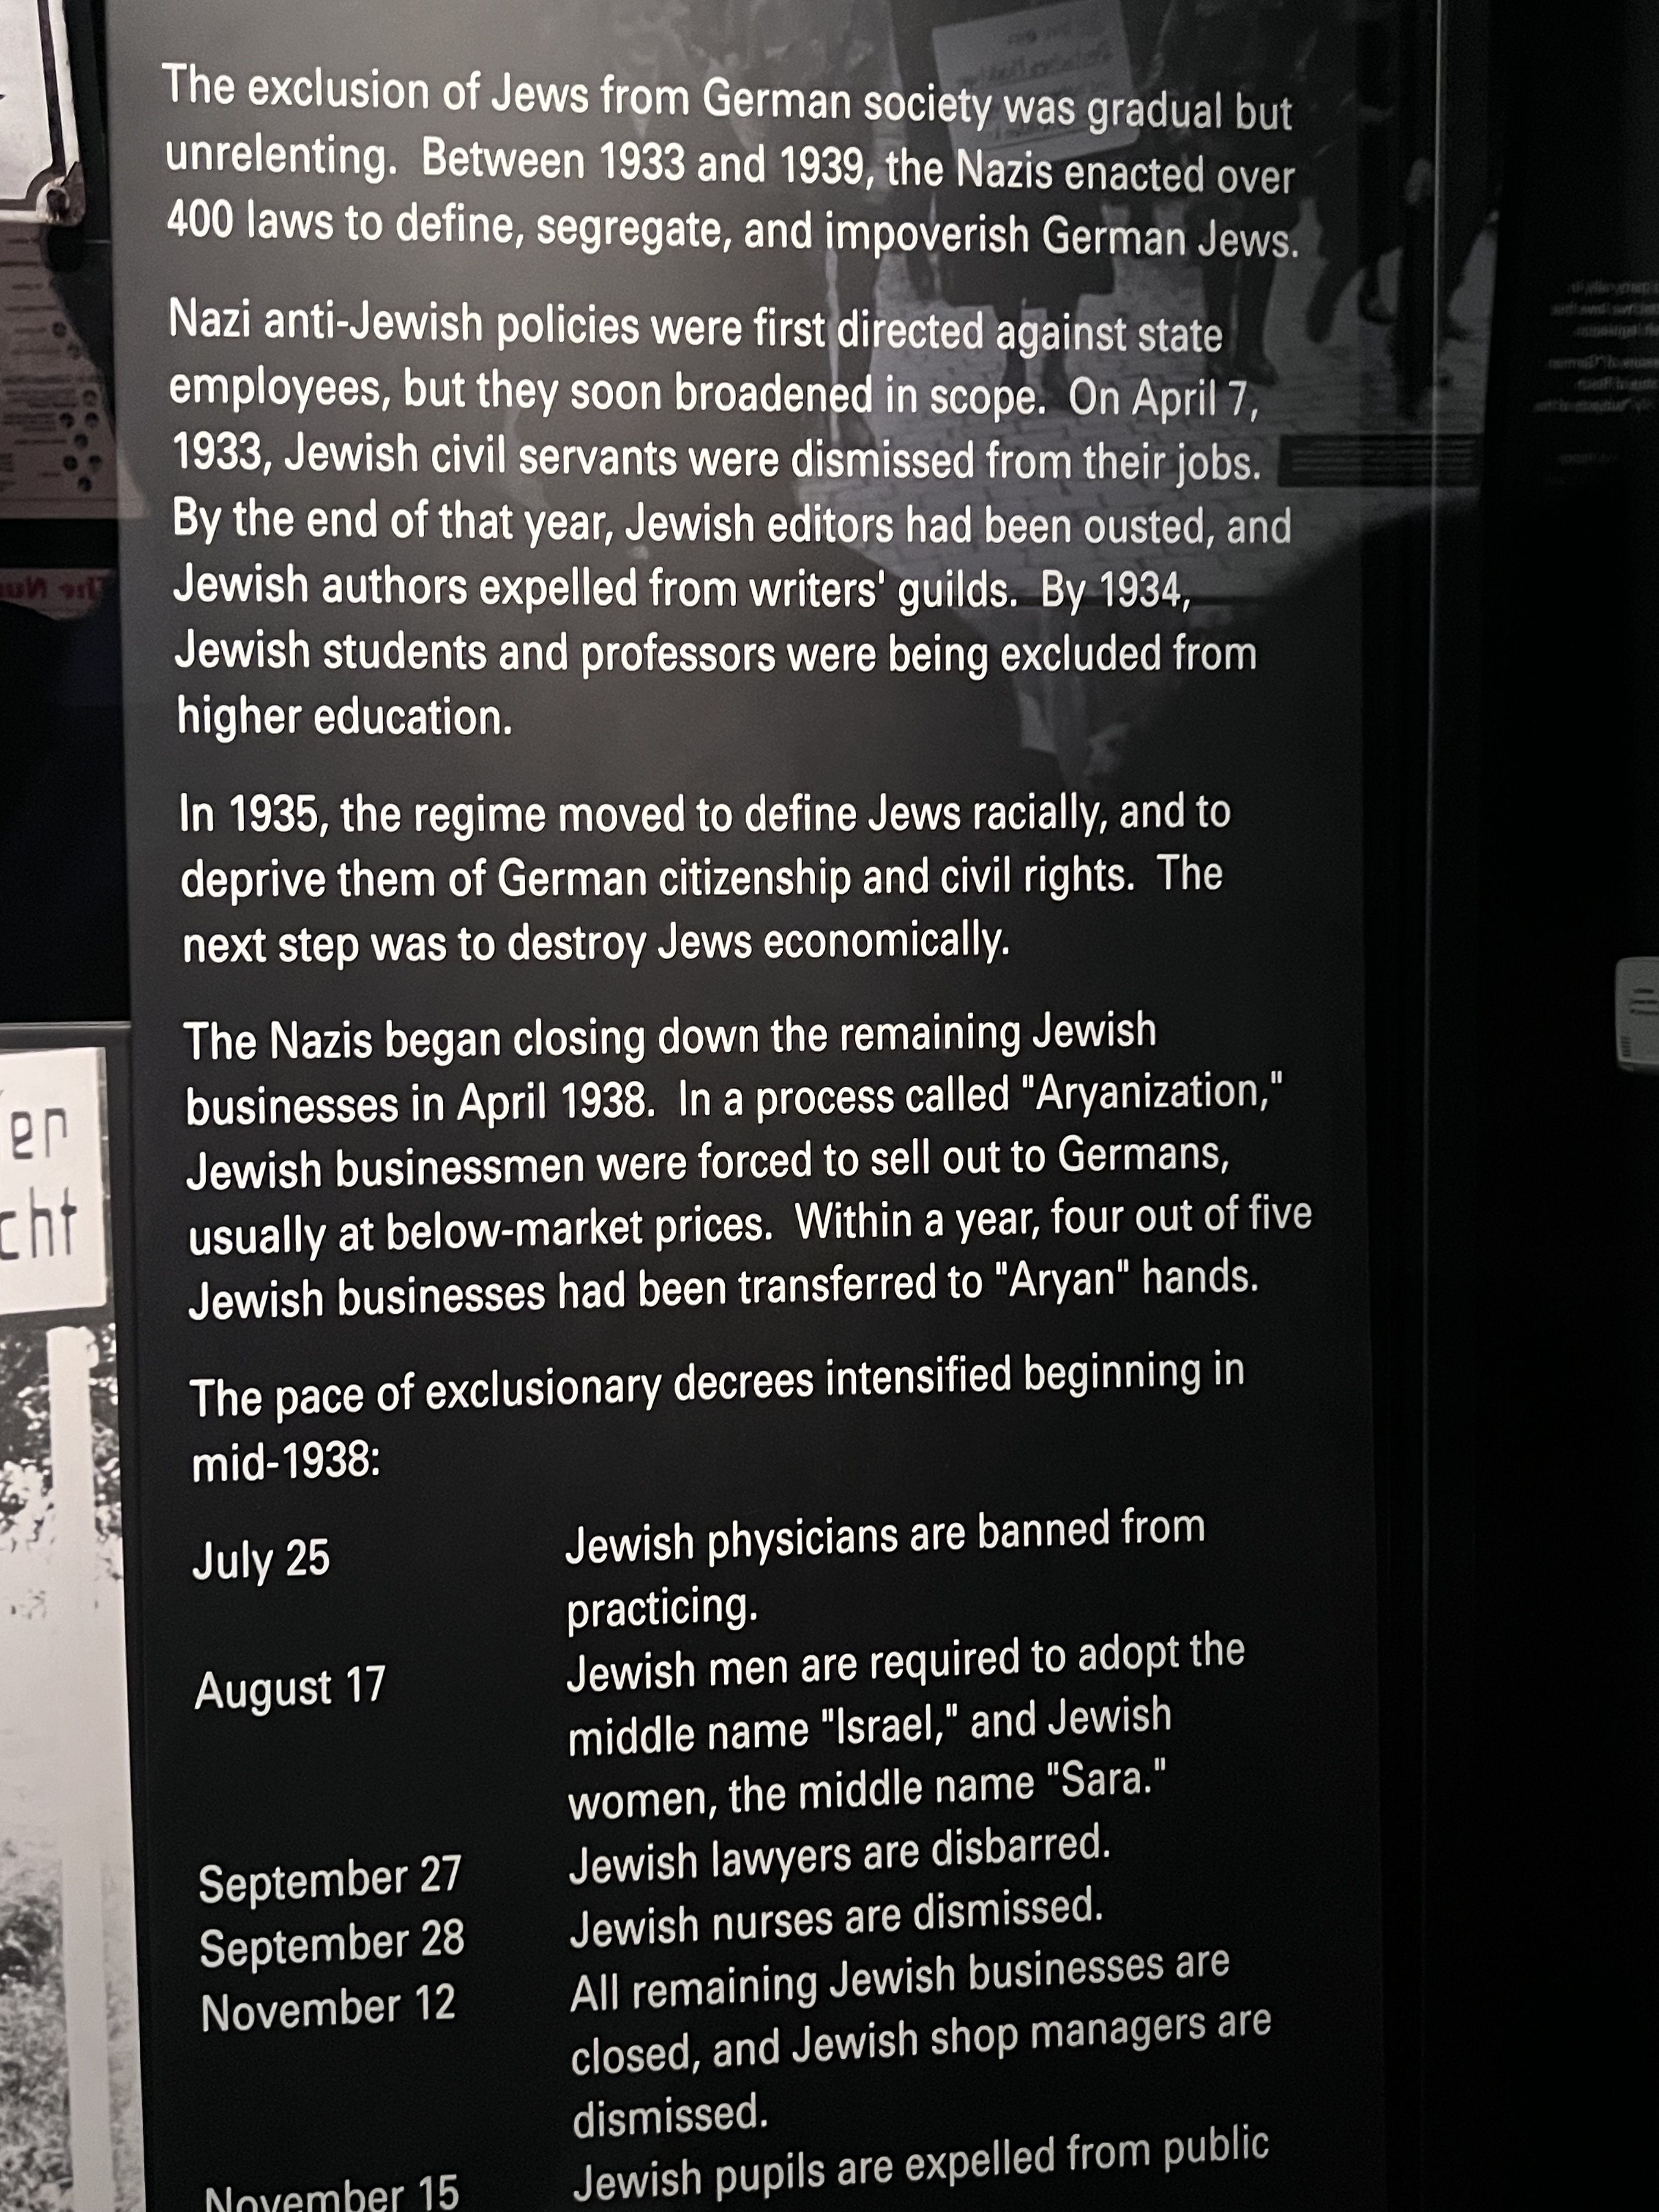 The exclusion of Jews from German society was gradual but
unrelenting. Between 1933 and 1939, the Nazis enacted over
400 laws to define, segregate, and impoverish German Jews.
Nazi anti-Jewish policies were first directed against state
employees, but they soon broadened in scope. On April 7,
1933, Jewish civil servants were dismissed from their jobs.
By the end of that year, Jewish editors had been ousted, and
Jewish authors expelled from writers' guilds. By 1934,
Jewish students and professors were being excluded from
higher education.
In 1935, the regime moved to define Jews racially, and to
deprive them of German citizenship and civil rights. The
next step was to destroy Jews economically.
The Nazis began closing down the remaining Jewish
businesses in April 1938. In a process called "Aryanization,"
Jewish businessmen were forced to sell out to Germans,
usually at below-market prices. Within a year, four out of five
Jewish businesses had been transferred to "Aryan" hands.
The pace of exclusionary decrees intensified beginning in
mid-1938:
July 25 Jewish physicians are banned from
practicing.
August 17 Jewish men are required to adopt the
middle name "Israel," and Jewish
women, the middle name "Sara."
September 27 Jewish lawyers are disbarred.
September 28 Jewish nurses are dismissed.
November 12 All remaining Jewish businesses are
closed, and Jewish shop managers are
dismissed.
November 15 Jewish pupils are expelled from public
er
cht